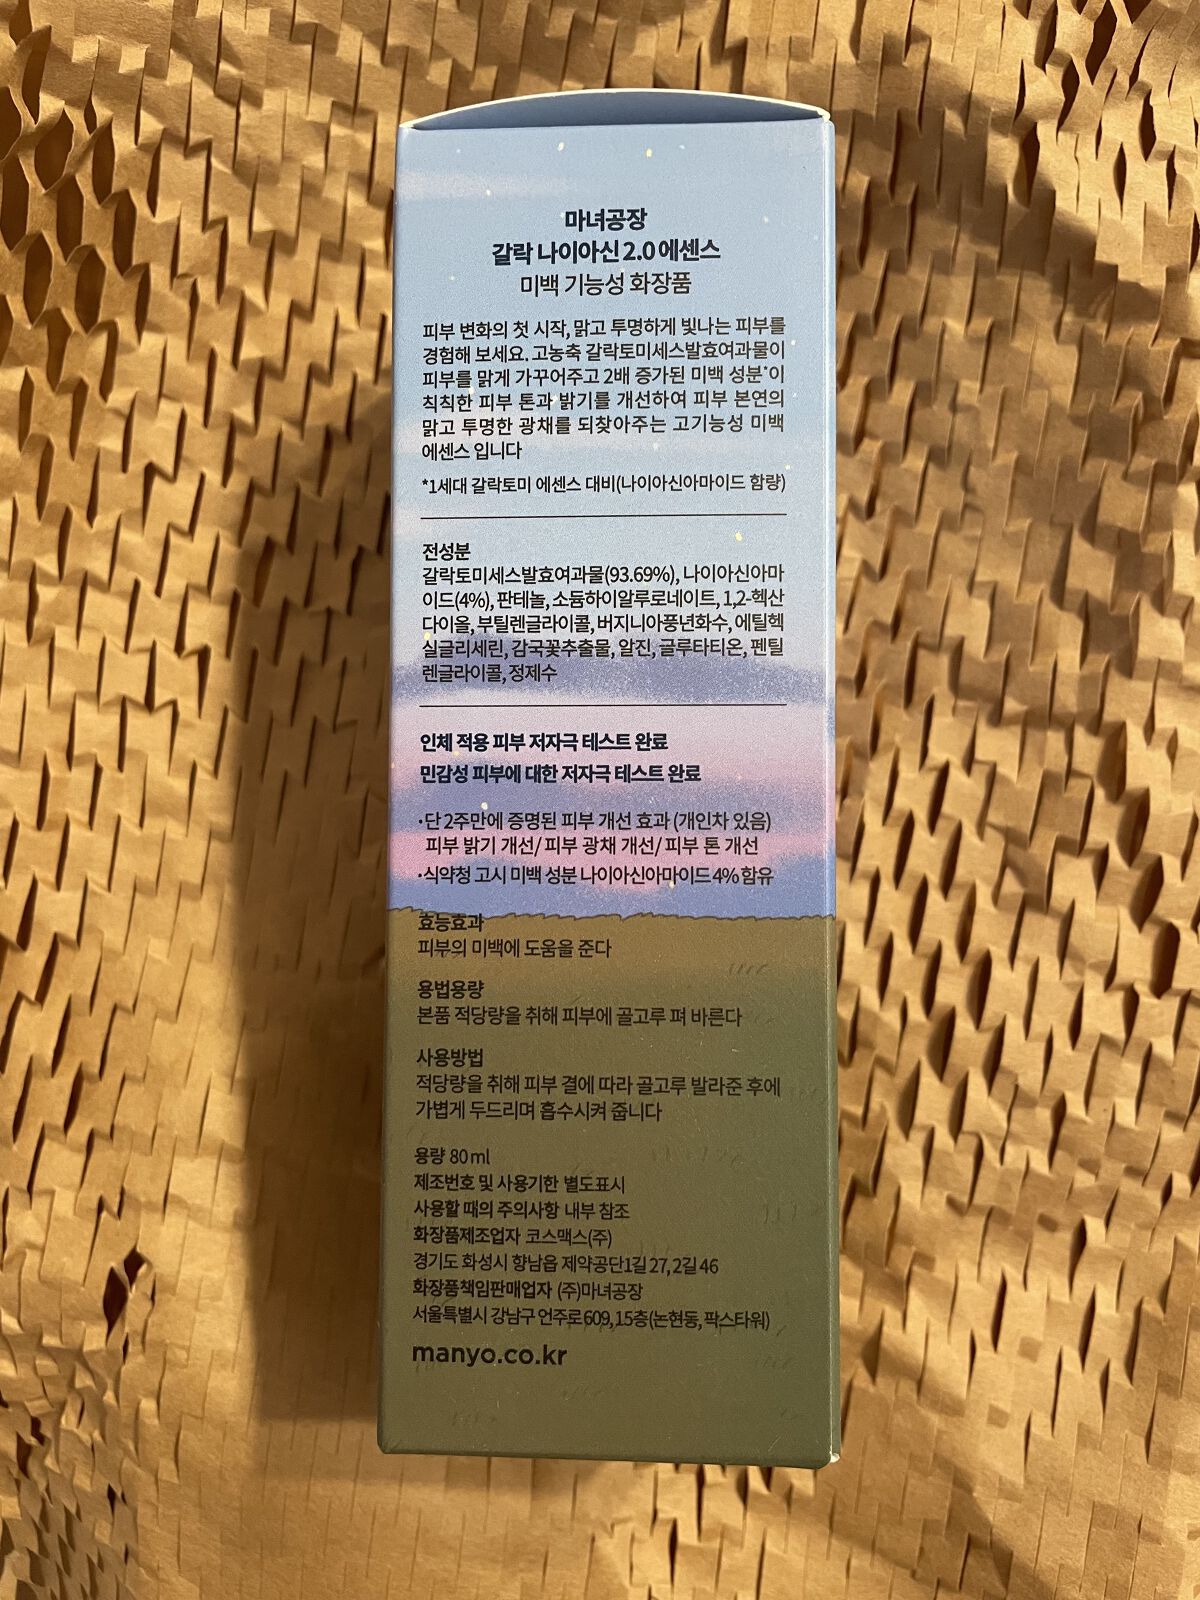 마녀공장
갈락 나이아신 2.0 에센스
미백 기능성 화장품
피부 변화의 첫 시작, 맑고 투명하게 빛나는 피부를
경험해 보세요. 고농축 갈락토미세스발효여과물이
피부를 맑게 가꾸어주고 2배 증가된 미백 성분*이
칙칙한 피부 톤과 밝기를 개선하여 피부 본연의
맑고 투명한 광채를 되찾아주는 고기능성 미백
에센스 입니다
*1세대 갈락토미 에센스 대비(나이아신아마이드 함량)
전성분
갈락토미세스발효여과물(93.69%), 나이아신아마
이드(4%), 판테놀, 소듐하이알루로네이트, 1,2-헥산
다이올, 부틸렌글라이콜, 버지니아풍년화수, 에틸헥
실글리세린, 감국꽃추출물, 알진, 글루타티온, 펜틸
렌글라이콜, 정제수
인체 적용 피부 저자극 테스트 완료
민감성 피부에 대한 저자극 테스트 완료
·단 2주만에 증명된 피부 개선 효과 (개인차 있음)
피부 밝기 개선/ 피부 광채 개선/ 피부 톤 개선
·식약청 고시 미백 성분 나이아신아마이드 4% 함유
효능효과
피부의 미백에 도움을 준다
용법용량
본품 적당량을 취해 피부에 골고루 펴 바른다
사용방법
적당량을 취해 피부 결에 따라 골고루 발라준 후에
가볍게 두드리며 흡수시켜 줍니다
용량 80ml
제조번호 및 사용기한 별도표시
사용할 때의 주의사항 내부 참조
화장품제조업자 코스맥스(주)
경기도 화성시 향남읍 제약공단1길 27, 2길 46
화장품책임판매업자 (주)마녀공장
서울특별시 강남구 언주로 609, 15층(논현동, 팍스타워)
manyo.co.kr